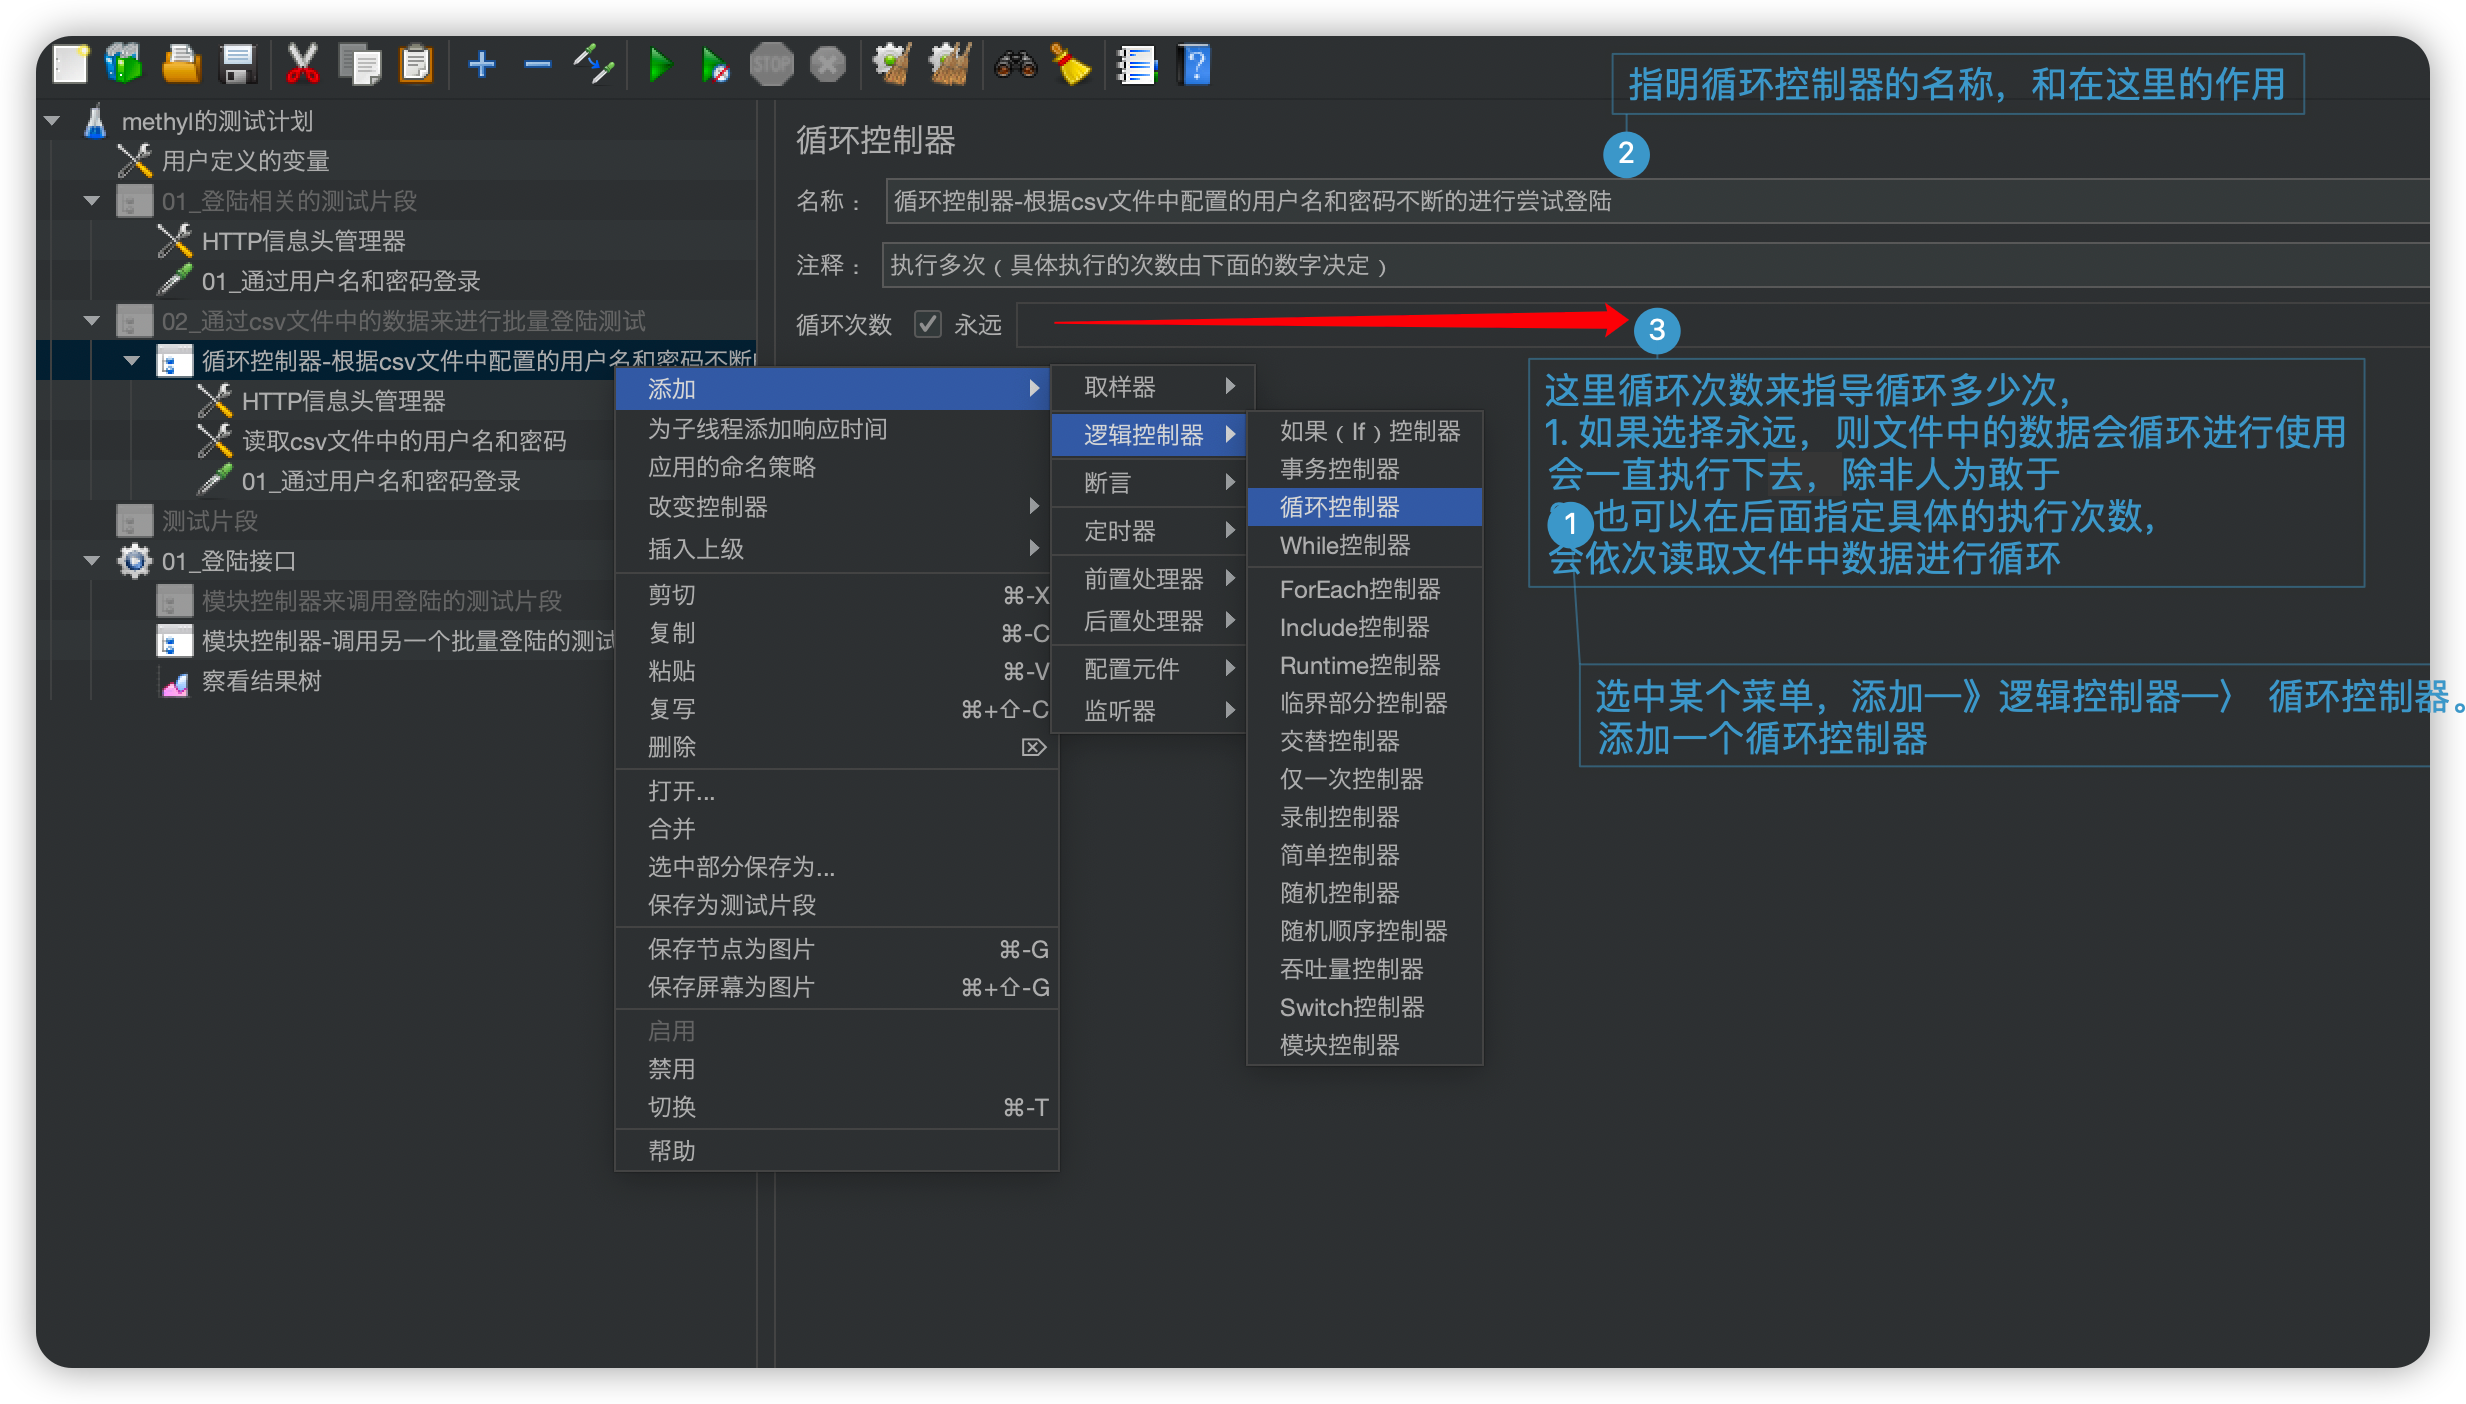 STOP
methyl的测试计划
用户定义的变量
01_登陆相关的测试片段
HTTP信息头管理器
01_通过用户名和密码登录
02_通过csv文件中的数据来进行批量登陆测试
循环控制器-根据csv文件中配置的用户名和密码不断
HTTP信息头管理器
读取csv文件中的用户名和密码
01_通过用户名和密码登录
测试片段
01_登陆接口
模块控制器来调用登陆的测试片段
模块控制器-调用另一个批量登陆的测试
察看结果树
循环控制器
名称：
循环控制器-根据csv文件中配置的用户名和密码不断的进行尝试登陆
注释：
执行多次（具体执行的次数由下面的数字决定）
循环次数 永远
添加
为子线程添加响应时间
应用的命名策略
改变控制器
插入上级
剪切 ⌘-X
复制 ⌘-C
粘贴 ⌘-V
复写 ⌘+⇧-C
删除 ⌦
打开...
合并
选中部分保存为...
保存为测试片段
保存节点为图片 ⌘-G
保存屏幕为图片 ⌘+⇧-G
启用
禁用
切换 ⌘-T
帮助
取样器
逻辑控制器
断言
定时器
前置处理器
后置处理器
配置元件
监听器
如果（If）控制器
事务控制器
循环控制器
While控制器
ForEach控制器
Include控制器
Runtime控制器
临界部分控制器
交替控制器
仅一次控制器
录制控制器
简单控制器
随机控制器
随机顺序控制器
吞吐量控制器
Switch控制器
模块控制器
指明循环控制器的名称，和在这里的作用
2
3
这里循环次数来指导循环多少次，
1. 如果选择永远，则文件中的数据会循环进行使用
会一直执行下去，除非人为敢于
也可以在后面指定具体的执行次数，
会依次读取文件中数据进行循环
1
选中某个菜单，添加—》逻辑控制器—〉 循环控制器。
添加一个循环控制器